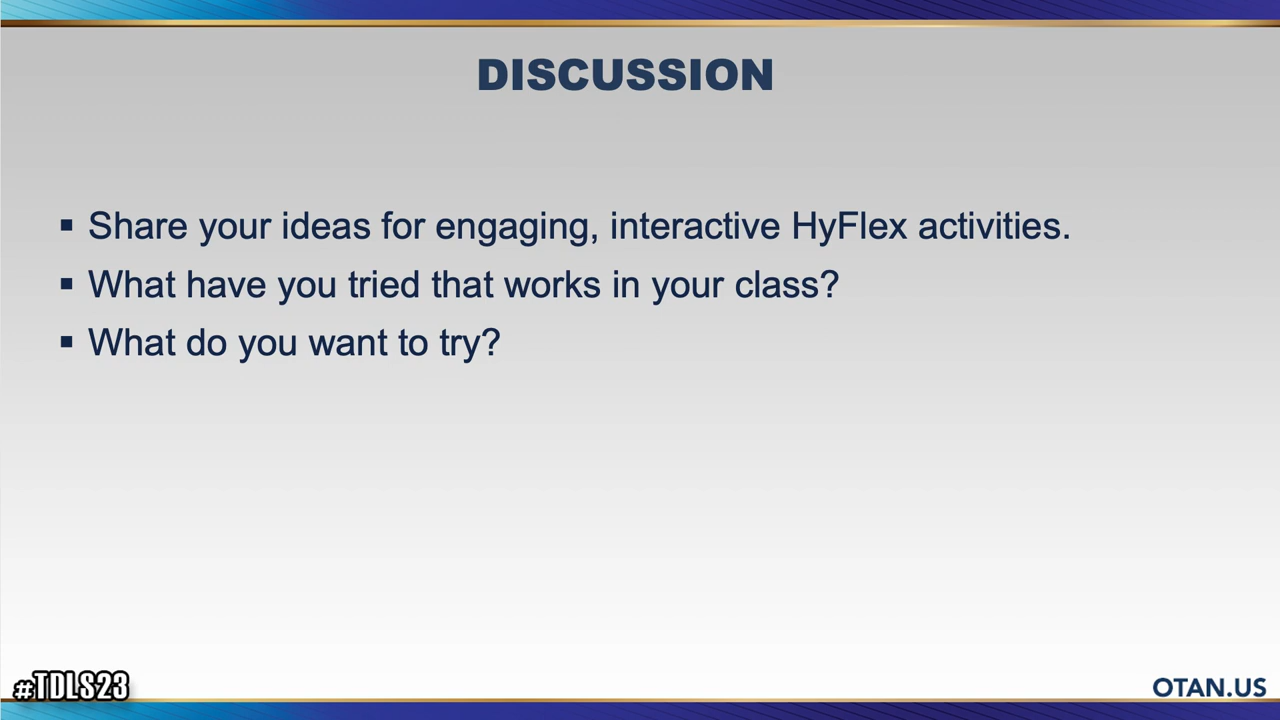 DISCUSSION
▪ Share your ideas for engaging, interactive HyFlex activities.
▪ What have you tried that works in your class?
▪ What do you want to try?
#TDLS23
OTAN.US